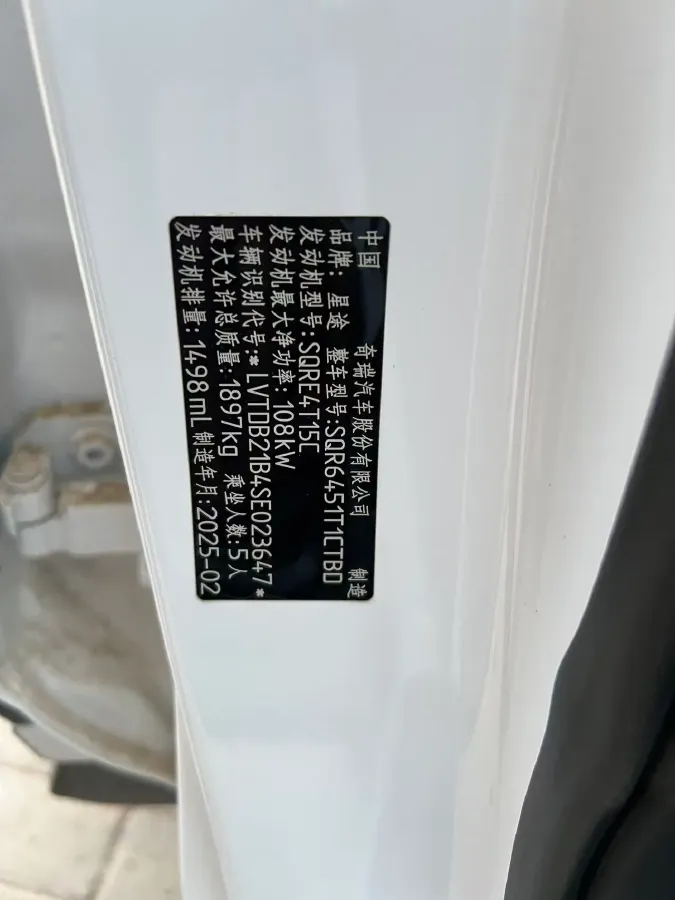 中国 奇瑞汽车股份有限公司 制造
品牌: 星途 整车型号:SQR6451T1CTBD
发动机型号:SQRE4T15C
发动机最大净功率: 108kW
车辆识别代号:*LVTDB21B4SE023647*
最大允许总质量:1897kg 乘坐人数:5人
发动机排量:1498mL 制造年月:2025-02